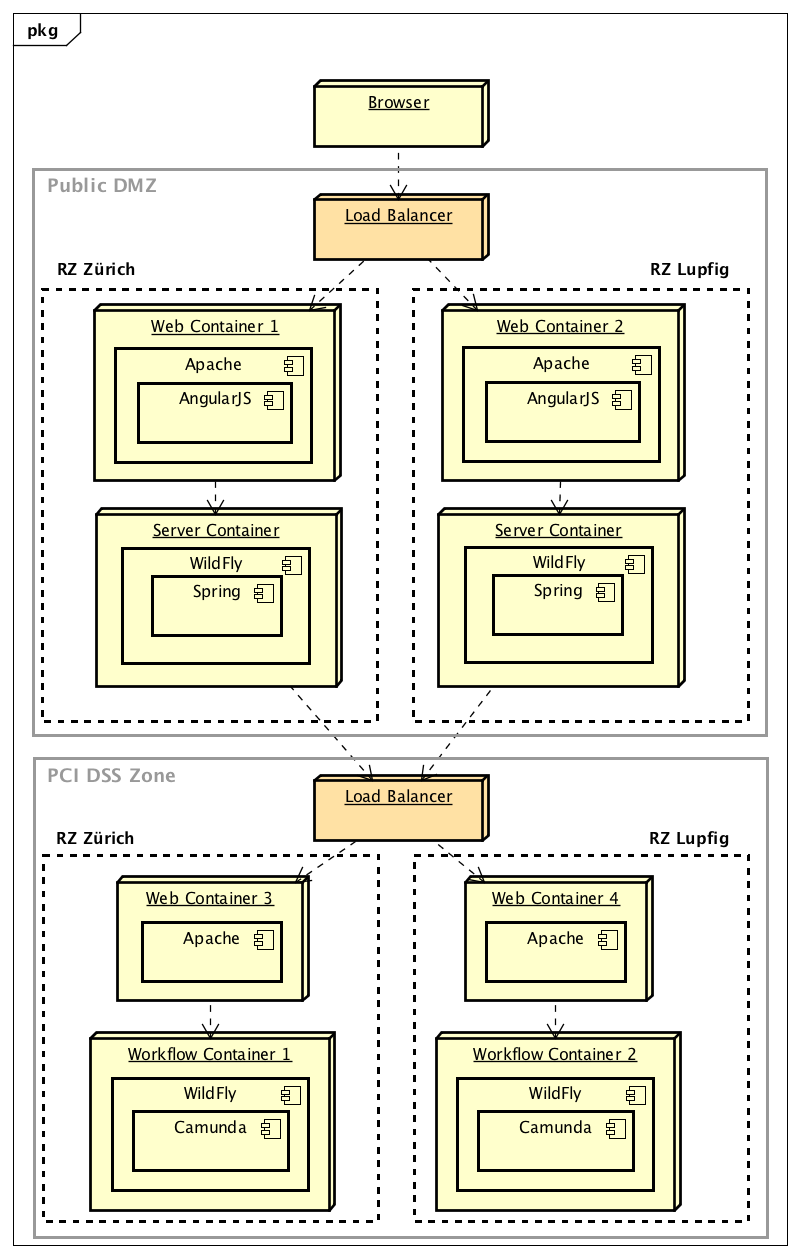 pkg
Browser
Public DMZ
Load Balancer
RZ Zürich
RZ Lupfig
Web Container 1
Apache
AngularJS
Web Container 2
Apache
AngularJS
Server Container
WildFly
Spring
Server Container
WildFly
Spring
PCI DSS Zone
Load Balancer
RZ Zürich
RZ Lupfig
Web Container 3
Apache
Web Container 4
Apache
Workflow Container 1
WildFly
Camunda
Workflow Container 2
WildFly
Camunda